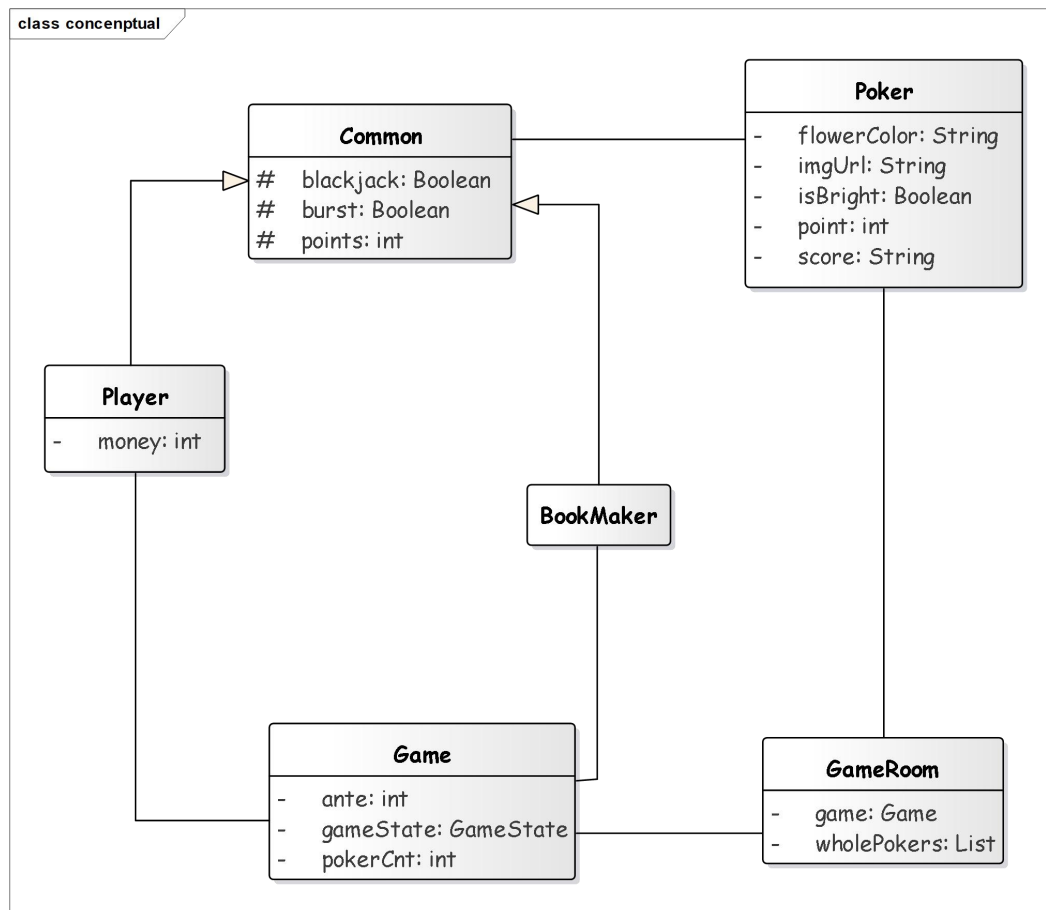 class concenptual
Common
# blackjack: Boolean
# burst: Boolean
# points: int
Poker
- flowerColor: String
- imgUrl: String
- isBright: Boolean
- point: int
- score: String
Player
- money: int
BookMaker
Game
- ante: int
- gameState: GameState
- pokerCnt: int
GameRoom
- game: Game
- wholePokers: List